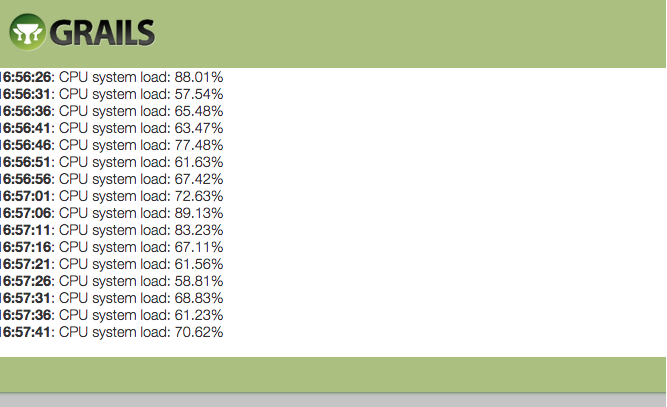 GRAILS
16:56:26: CPU system load: 88.01%
16:56:31: CPU system load: 57.54%
16:56:36: CPU system load: 65.48%
16:56:41: CPU system load: 63.47%
16:56:46: CPU system load: 77.48%
16:56:51: CPU system load: 61.63%
16:56:56: CPU system load: 67.42%
16:57:01: CPU system load: 72.63%
16:57:06: CPU system load: 89.13%
16:57:11: CPU system load: 83.23%
16:57:16: CPU system load: 67.11%
16:57:21: CPU system load: 61.56%
16:57:26: CPU system load: 58.81%
16:57:31: CPU system load: 68.83%
16:57:36: CPU system load: 61.23%
16:57:41: CPU system load: 70.62%